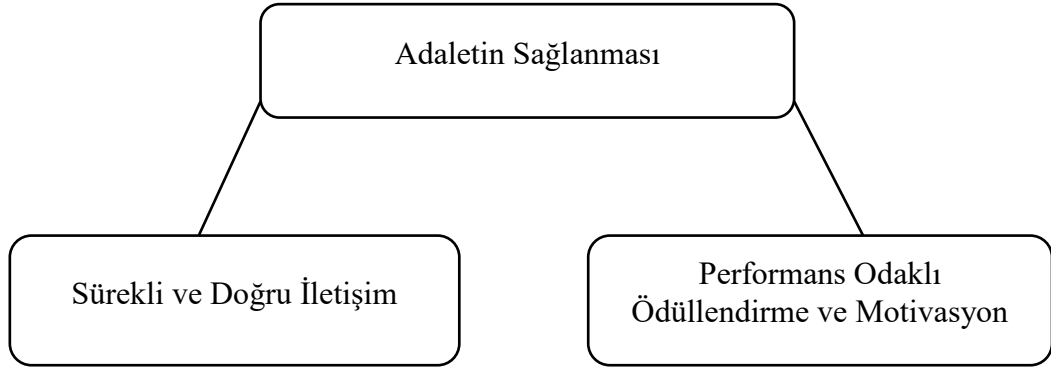 Adaletin Sağlanması
Sürekli ve Doğru İletişim
Performans Odaklı
Ödüllendirme ve Motivasyon